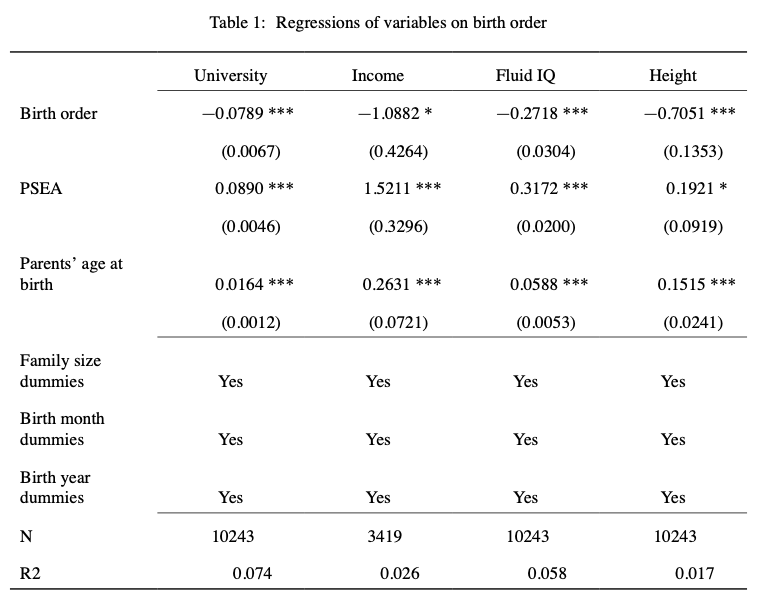 Table 1: Regressions of variables on birth order
University Income Fluid IQ Height
Birth order −0.0789 *** −1.0882 * −0.2718 *** −0.7051 ***
(0.0067) (0.4264) (0.0304) (0.1353)
PSEA 0.0890 *** 1.5211 *** 0.3172 *** 0.1921 *
(0.0046) (0.3296) (0.0200) (0.0919)
Parents’ age at
birth 0.0164 *** 0.2631 *** 0.0588 *** 0.1515 ***
(0.0012) (0.0721) (0.0053) (0.0241)
Family size
dummies Yes Yes Yes Yes
Birth month
dummies Yes Yes Yes Yes
Birth year
dummies Yes Yes Yes Yes
N 10243 3419 10243 10243
R2 0.074 0.026 0.058 0.017